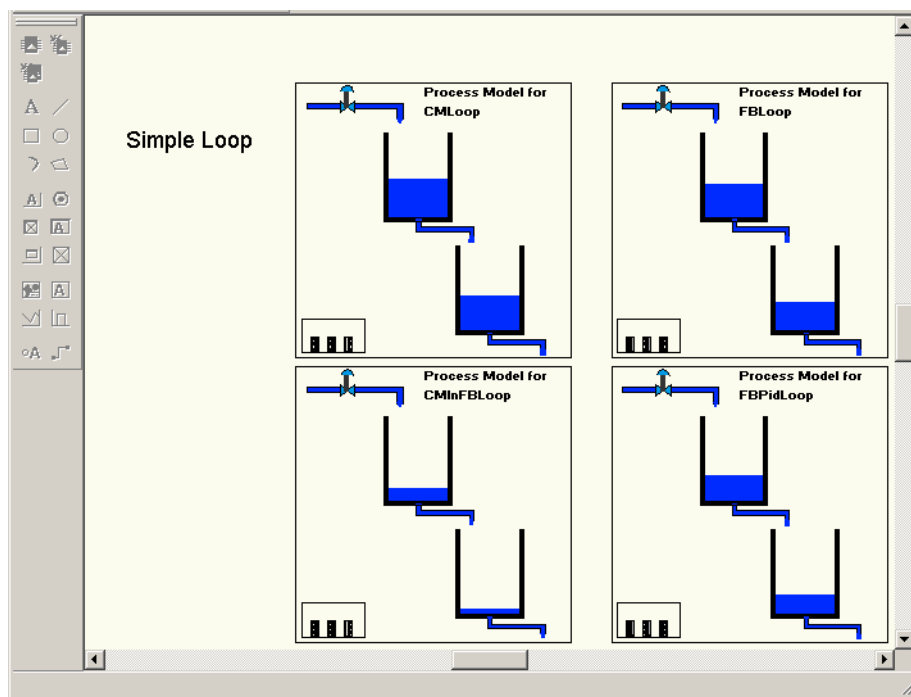 Simple Loop
Process Model for
CMLoop
Process Model for
FBLoop
Process Model for
CMInFBLoop
Process Model for
FBPidLoop